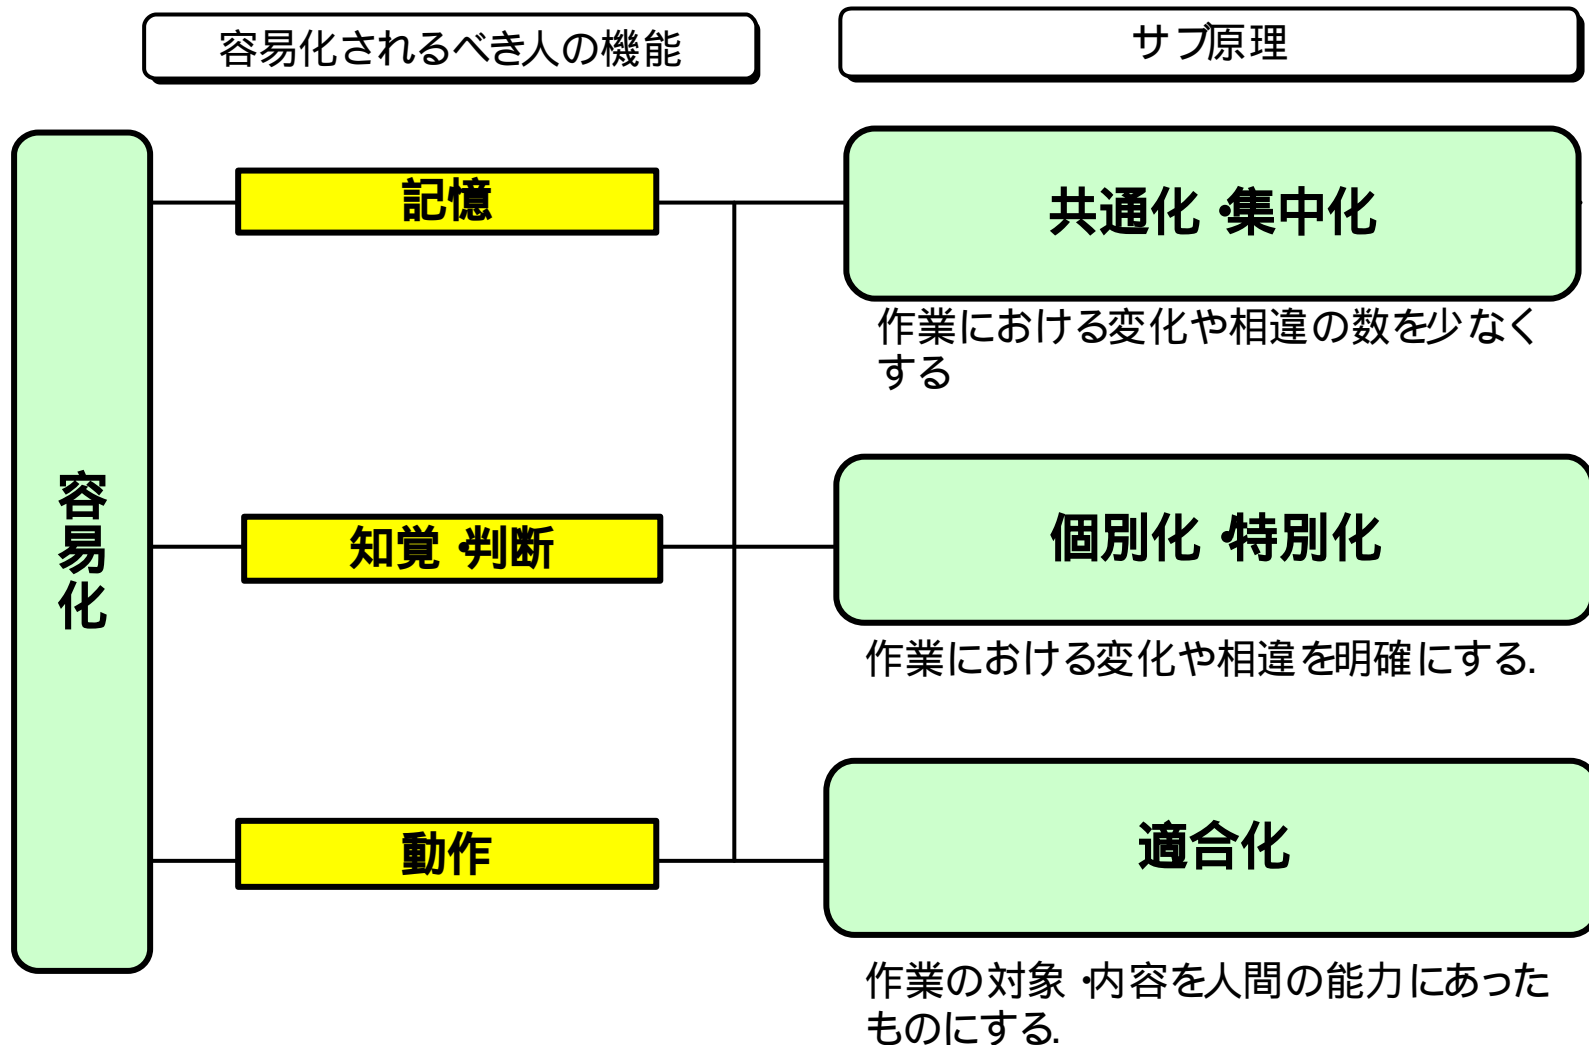 容易化されるべき人の機能
サブ原理
容易化
記憶
共通化・集中化
作業における変化や相違の数を少なく
する
知覚・判断
個別化・特別化
作業における変化や相違を明確にする.
動作
適合化
作業の対象・内容を人間の能力にあった
ものにする.